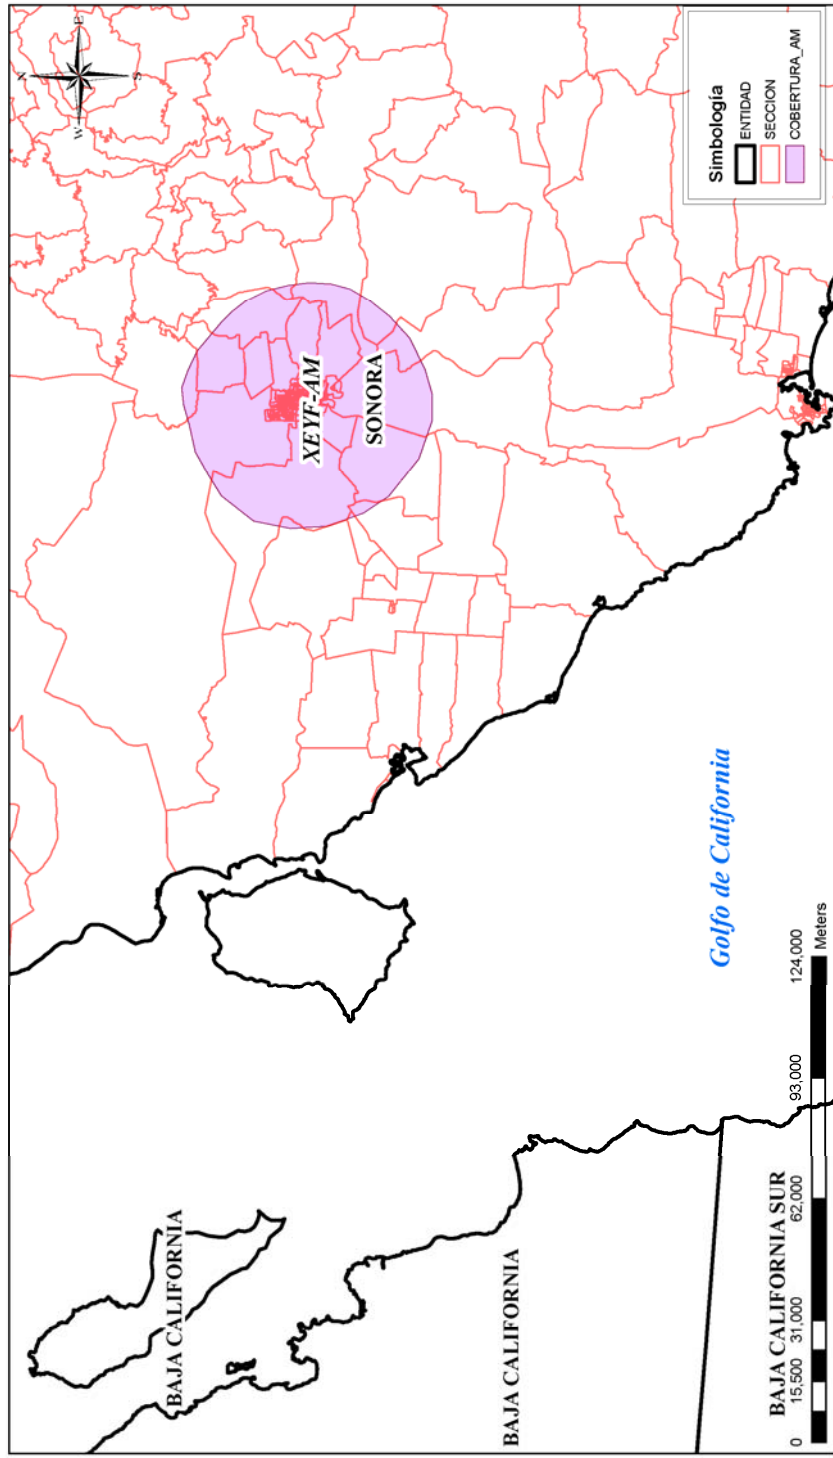 N
W
E
S
XEYF-AM
SONORA
BAJA CALIFORNIA
BAJA CALIFORNIA
BAJA CALIFORNIA SUR
Golfo de California
Simbología
ENTIDAD
SECCION
COBERTURA_AM
0 15,500 31,000 62,000 93,000 124,000
Meters